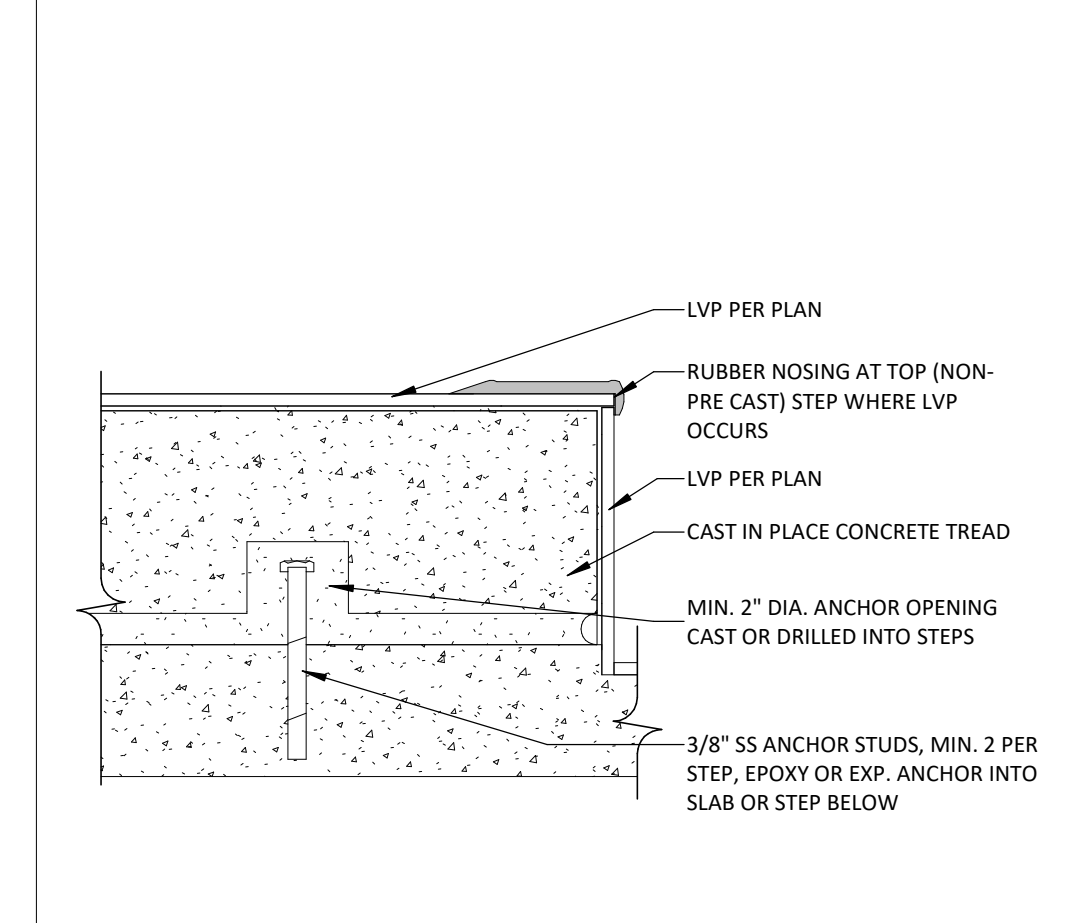 LVP PER PLAN
RUBBER NOSING AT TOP (NON-
PRE CAST) STEP WHERE LVP
OCCURS
LVP PER PLAN
CAST IN PLACE CONCRETE TREAD
MIN. 2" DIA. ANCHOR OPENING
CAST OR DRILLED INTO STEPS
3/8" SS ANCHOR STUDS, MIN. 2 PER
STEP, EPOXY OR EXP. ANCHOR INTO
SLAB OR STEP BELOW